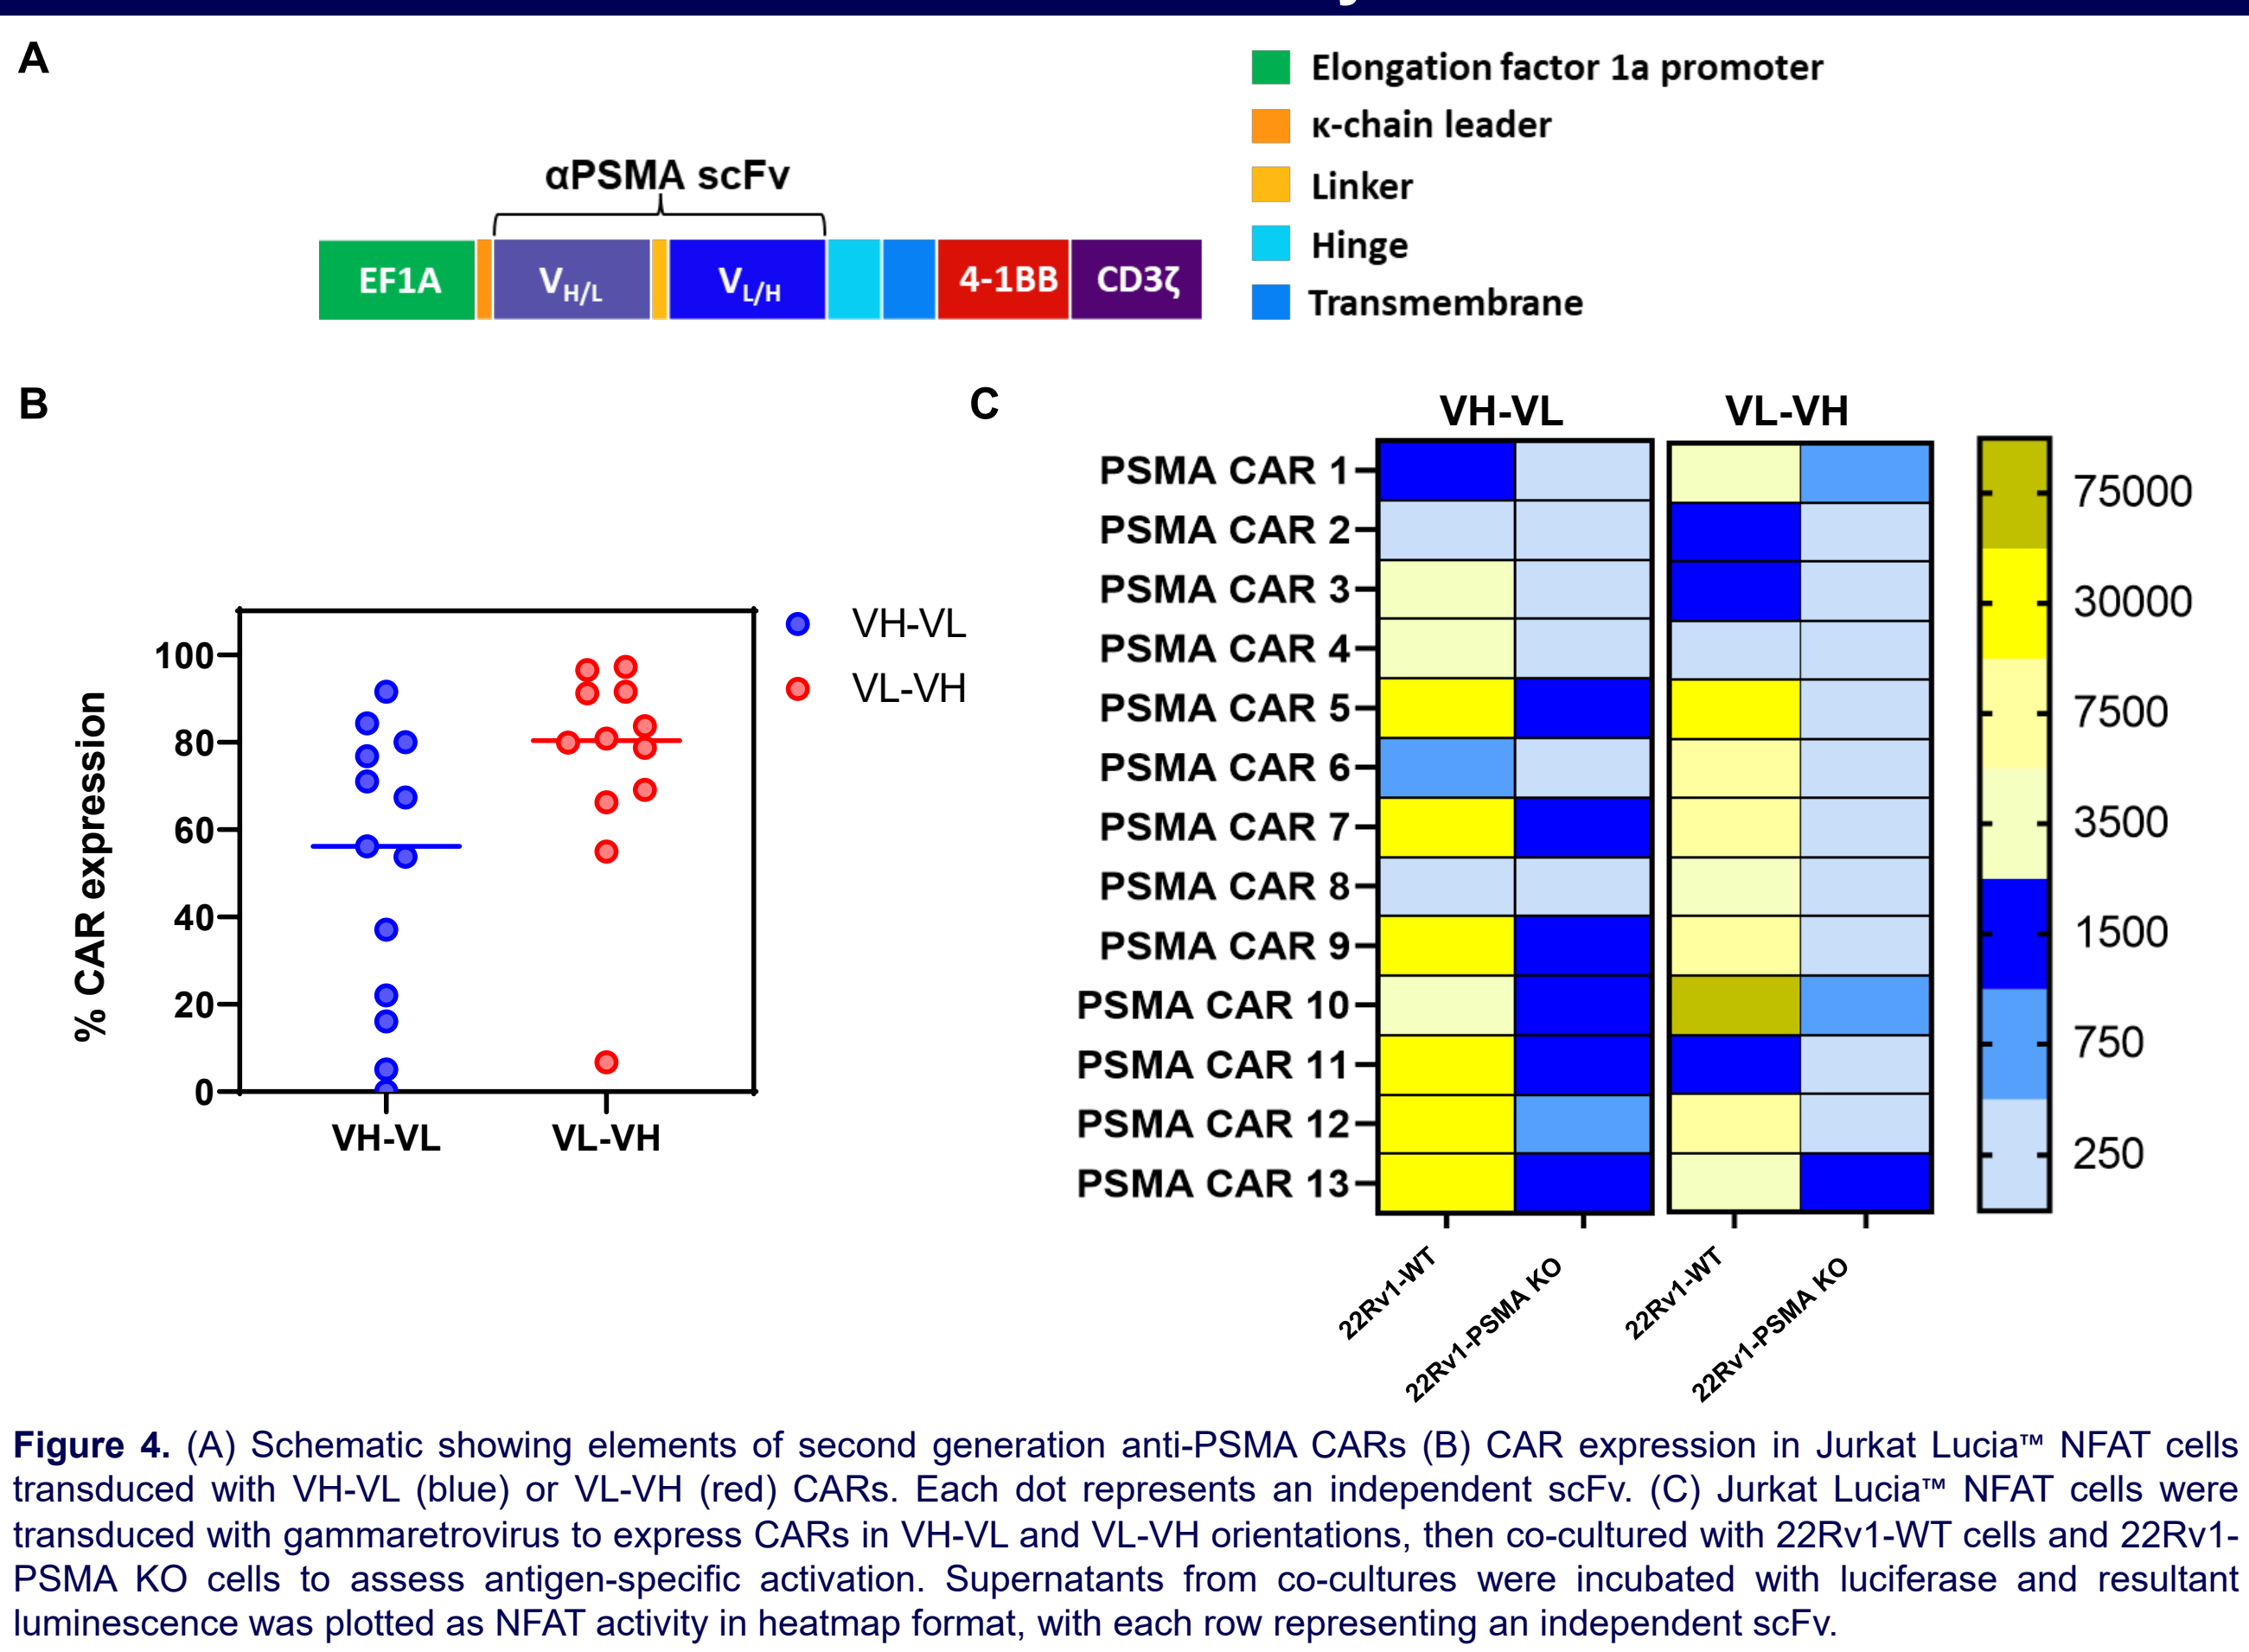 A
Elongation factor 1a promoter
κ-chain leader
Linker
Hinge
Transmembrane
αPSMA scFv
EF1A
VH/L
VL/H
4-1BB
CD3ζ
B
% CAR expression
100
80
60
40
20
0
VH-VL
VL-VH
VH-VL
VL-VH
C
VH-VL
VL-VH
PSMA CAR 1
PSMA CAR 2
PSMA CAR 3
PSMA CAR 4
PSMA CAR 5
PSMA CAR 6
PSMA CAR 7
PSMA CAR 8
PSMA CAR 9
PSMA CAR 10
PSMA CAR 11
PSMA CAR 12
PSMA CAR 13
22Rv1-WT
22Rv1-PSMA KO
22Rv1-WT
22Rv1-PSMA KO
75000
30000
7500
3500
1500
750
250
Figure 4. (A) Schematic showing elements of second generation anti-PSMA CARs (B) CAR expression in Jurkat Lucia™ NFAT cells
transduced with VH-VL (blue) or VL-VH (red) CARs. Each dot represents an independent scFv. (C) Jurkat Lucia™ NFAT cells were
transduced with gammaretrovirus to express CARs in VH-VL and VL-VH orientations, then co-cultured with 22Rv1-WT cells and 22Rv1-
PSMA KO cells to assess antigen-specific activation. Supernatants from co-cultures were incubated with luciferase and resultant
luminescence was plotted as NFAT activity in heatmap format, with each row representing an independent scFv.